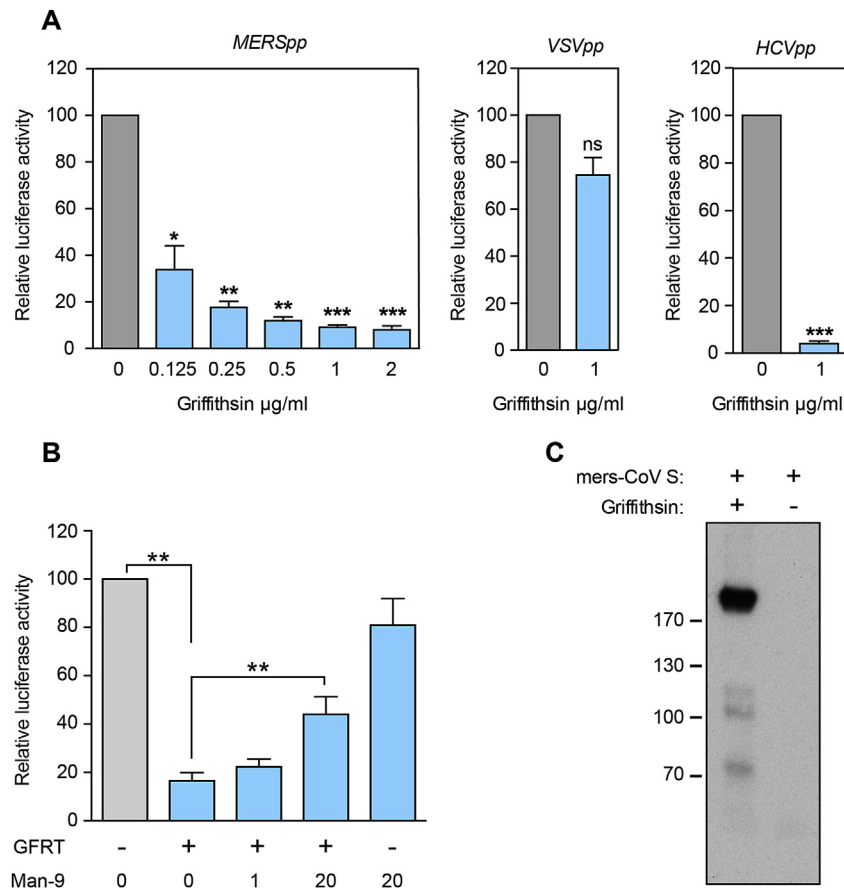 A
MERSpp
VSVpp
HCVpp
Relative luciferase activity
120
100
80
60
40
20
0
*
**
**
***
***
0 0.125 0.25 0.5 1 2
Griffithsin µg/ml
Relative luciferase activity
120
100
80
60
40
20
0
ns
0 1
Griffithsin µg/ml
Relative luciferase activity
120
100
80
60
40
20
0
***
0 1
Griffithsin µg/ml
B
Relative luciferase activity
120
100
80
60
40
20
0
**
**
GFRT - + + + -
Man-9 0 0 1 20 20
C
mers-CoV S: + +
Griffithsin: + -
170
130
100
70